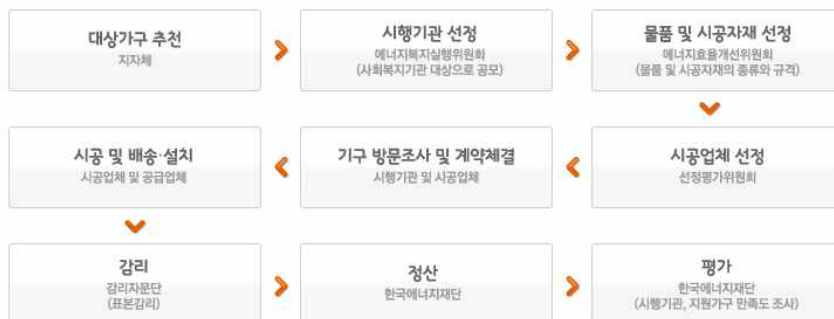 대상가구 추천
지자체
시행기관 선정
에너지복지실행위원회
(사회복지기관 대상으로 공모)
물품 및 시공자재 선정
에너지효율개선위원회
(물품 및 시공자재의 종류와 규격)
시공업체 선정
선정평가위원회
기구 방문조사 및 계약체결
시행기관 및 시공업체
시공 및 배송·설치
시공업체 및 공급업체
감리
감리자문단
(표본감리)
정산
한국에너지재단
평가
한국에너지재단
(시행기관, 지원가구 만족도 조사)